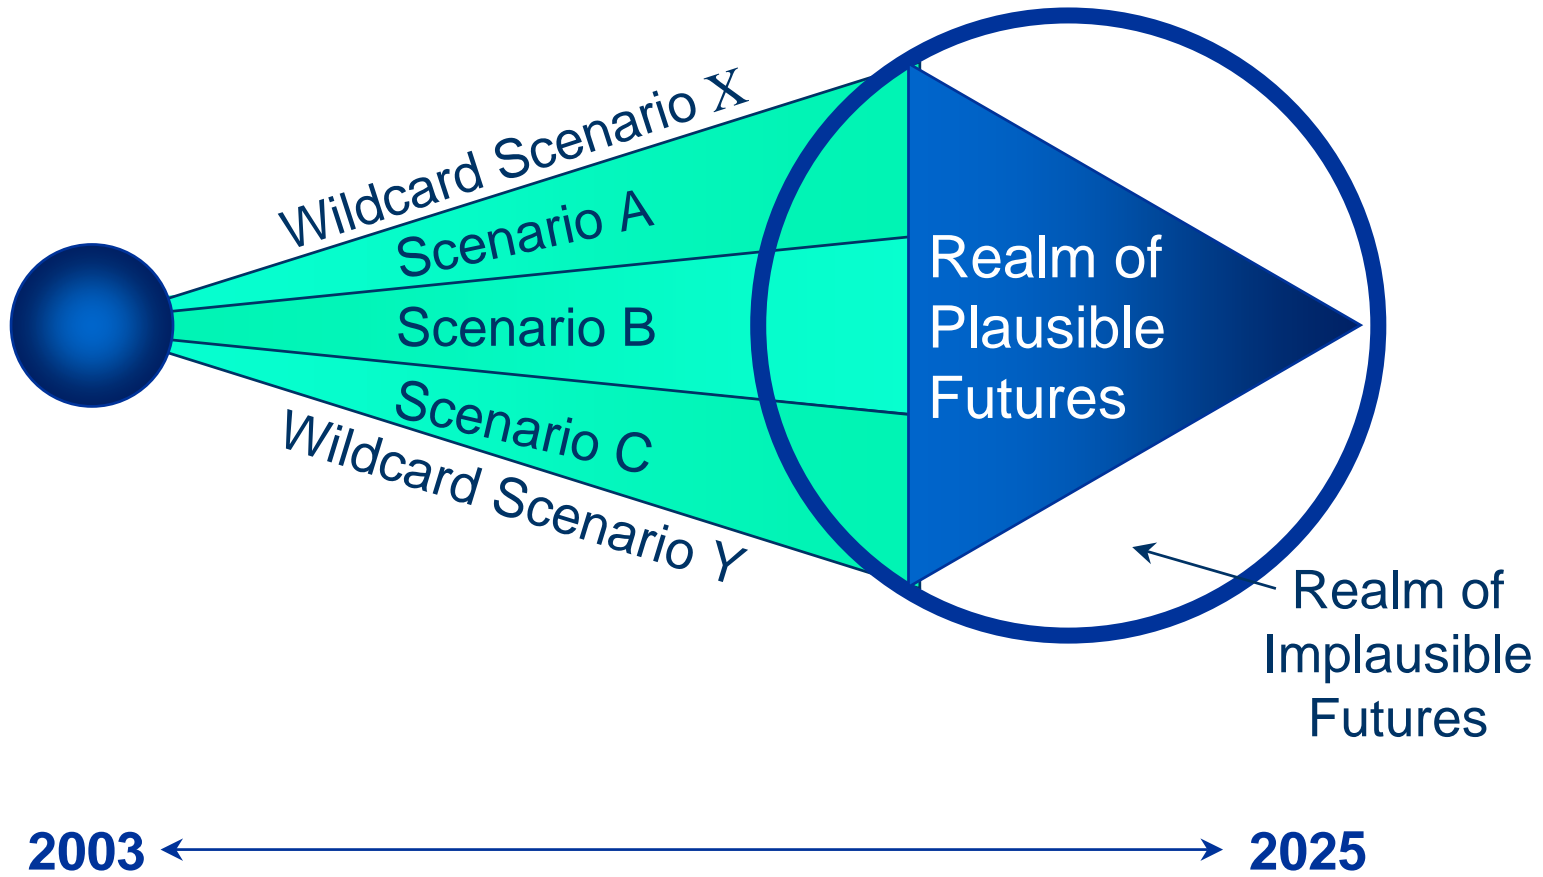 Wildcard Scenario X
Scenario A
Scenario B
Scenario C
Wildcard Scenario Y
Realm of
Plausible
Futures
Realm of
Implausible
Futures
2003
2025